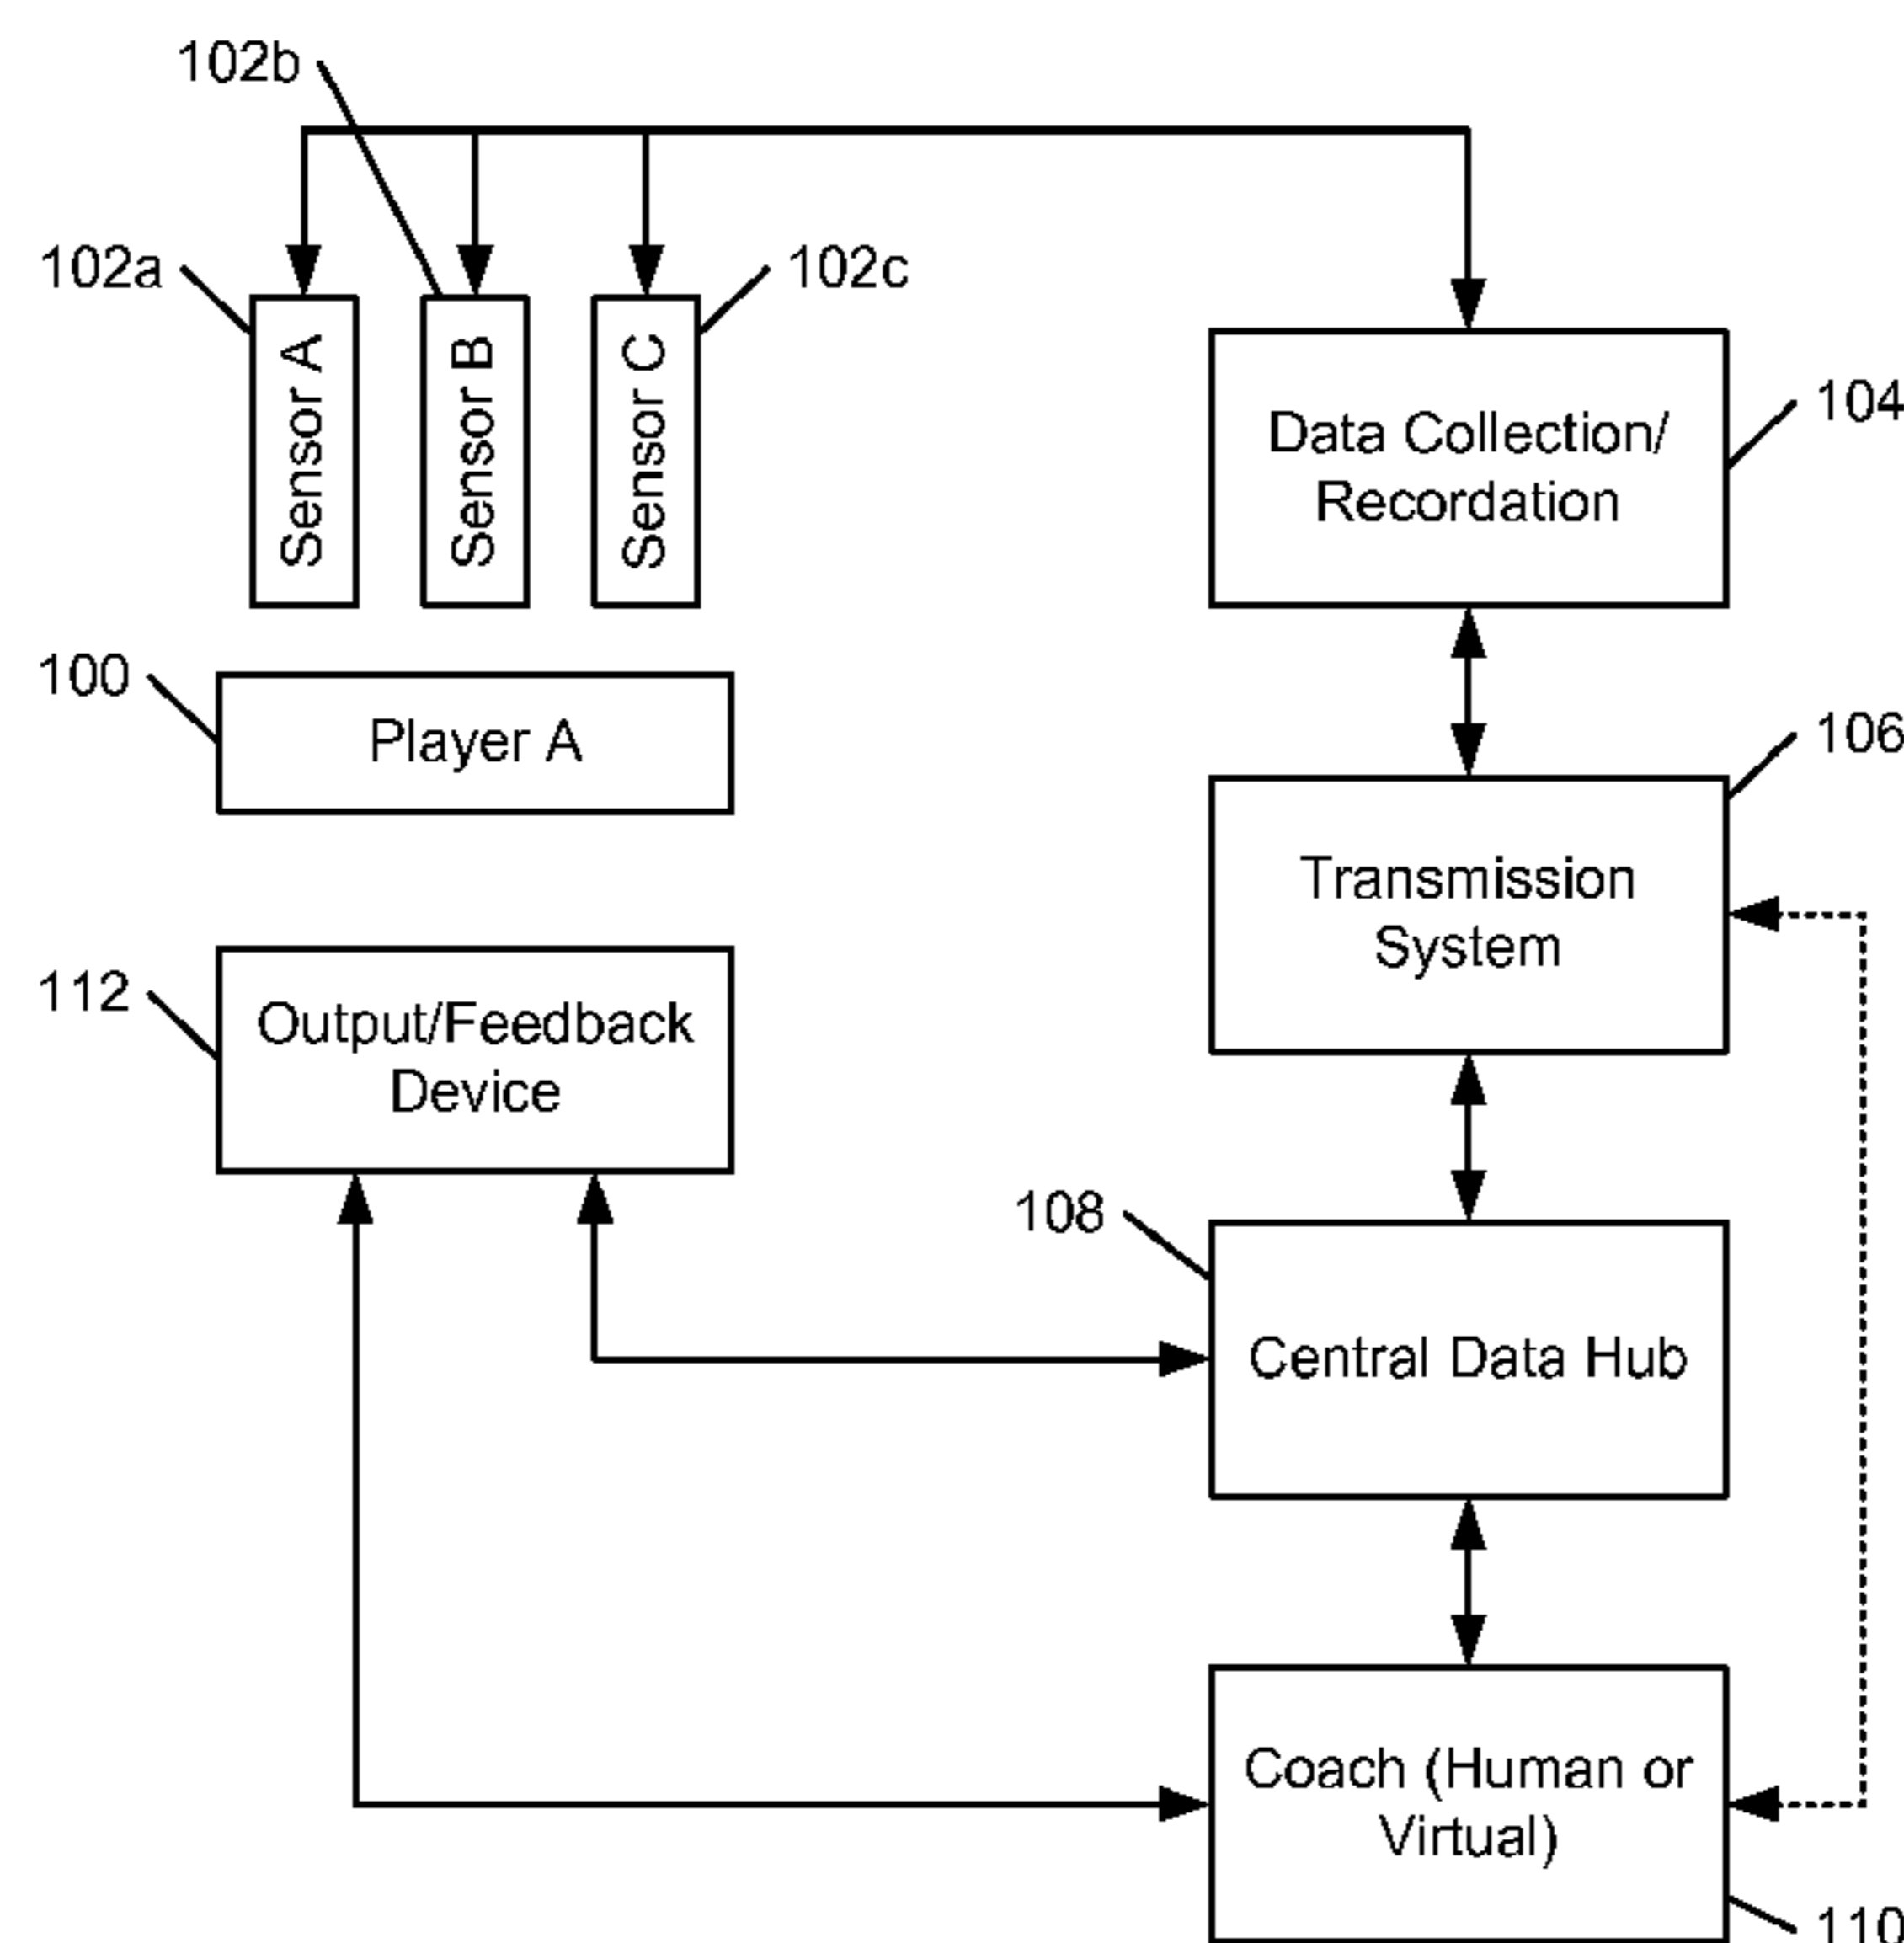 102b
102a
102c
Sensor A
Sensor B
Sensor C
104
Data Collection/
Recordation
100
Player A
106
Transmission
System
112
Output/Feedback
Device
108
Central Data Hub
Coach (Human or
Virtual)
110